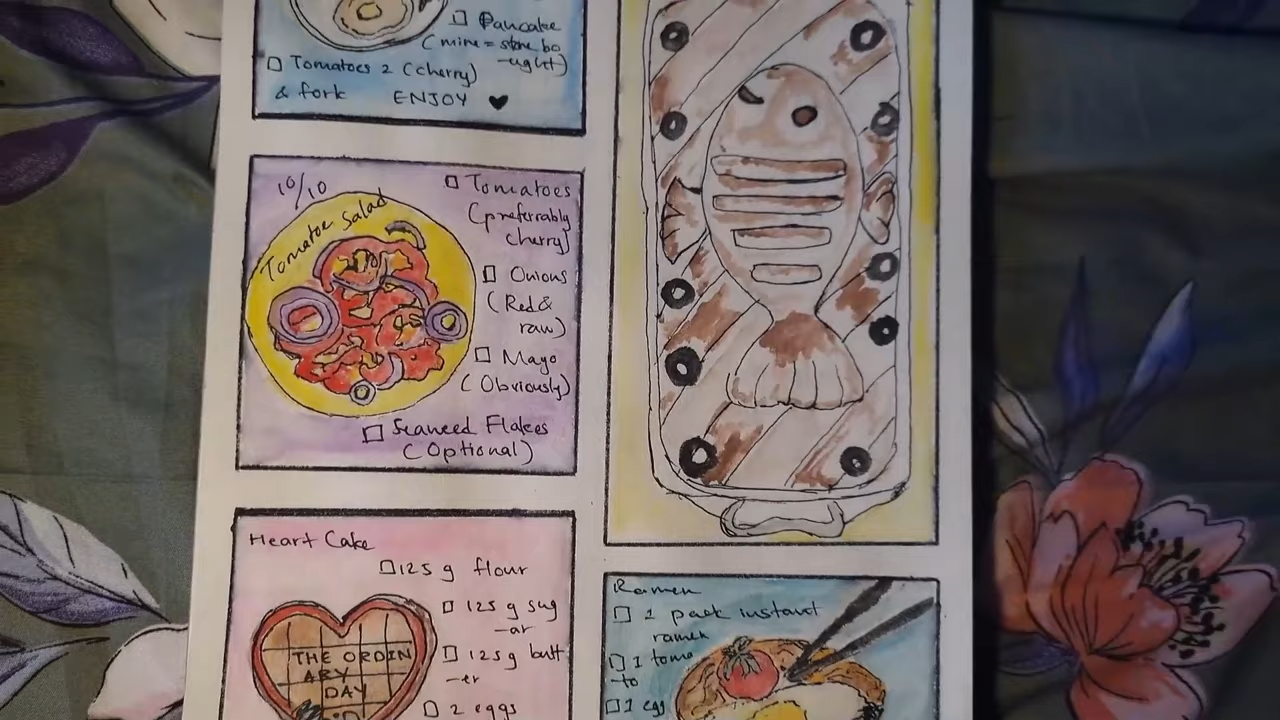 Pancake
(mine = store bo
-ught)
Tomatoes 2 (cherry)
& fork ENJOY
10/10
Tomatoe Salad
Tomatoes
(preferrably
cherry)
Onions
(Red &
raw)
Mayo
(Obviously)
Seaweed Flakes
(Optional)
Heart Cake
125 g flour
125 g sug
-ar
125 g butt
-er
2 eggs
THE ORDIN
ARY
DAY
Ramen
1 pack instant
ramen
1 toma
-to
1 egg